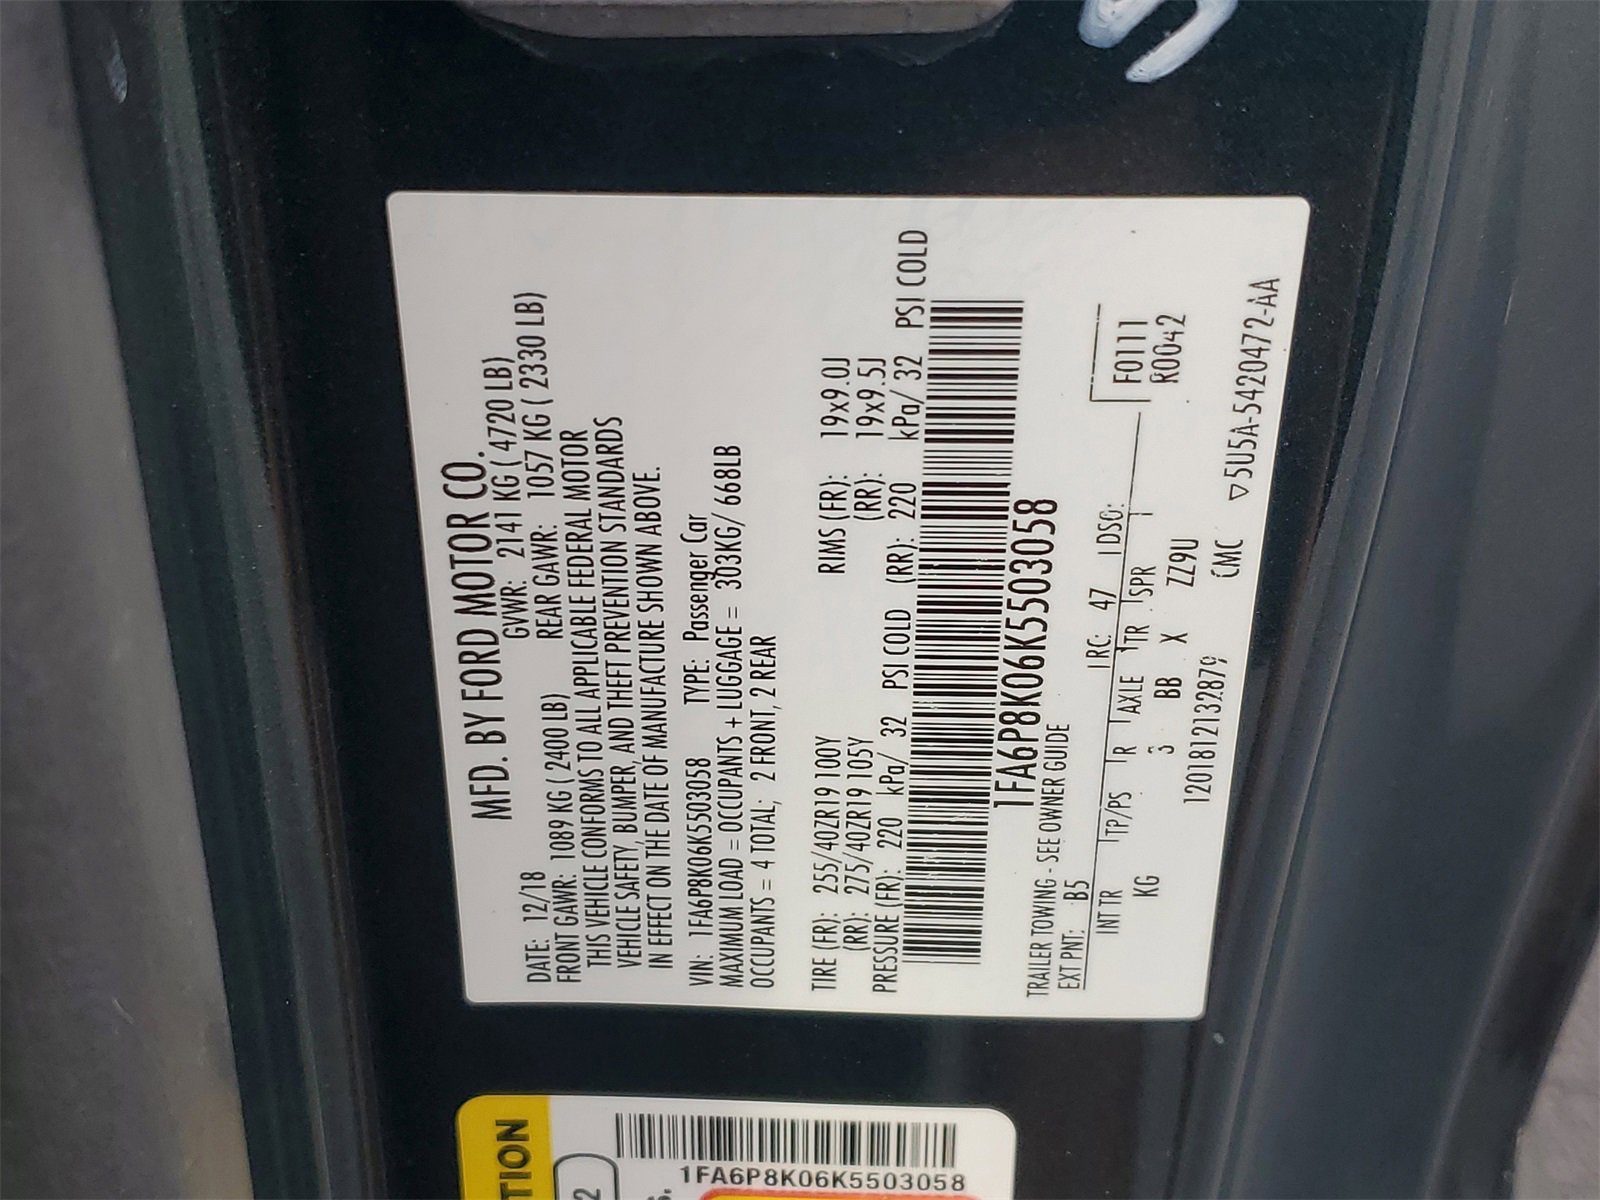 MFD. BY FORD MOTOR CO.
DATE: 12/18 GVWR: 2141 KG ( 4720 LB)
FRONT GAWR: 1089 KG ( 2400 LB) REAR GAWR: 1057 KG ( 2330 LB)
THIS VEHICLE CONFORMS TO ALL APPLICABLE FEDERAL MOTOR
VEHICLE SAFETY, BUMPER, AND THEFT PREVENTION STANDARDS
IN EFFECT ON THE DATE OF MANUFACTURE SHOWN ABOVE.
VIN: 1FA6P8K06K5503058 TYPE: Passenger Car
MAXIMUM LOAD = OCCUPANTS + LUGGAGE = 303KG/ 668LB
OCCUPANTS = 4 TOTAL; 2 FRONT, 2 REAR
TIRE (FR): 255/40ZR19 100Y RIMS (FR): 19x9.0J
(RR): 275/40ZR19 105Y (RR): 19x9.5J
PRESSURE (FR): 220 kPa/ 32 PSI COLD (RR): 220 kPa/ 32 PSI COLD
1FA6P8K06K5503058
TRAILER TOWING - SEE OWNER GUIDE
EXT PNT: B5 RC: 47 DSO:
F0111
R0042
INT TR TP/PS R AXLE TR SPR
KG 3 BB X ZZ9U
1201812132879 CMC ▽5U5A-5420472-AA
TION
2
1FA6P8K06K5503058